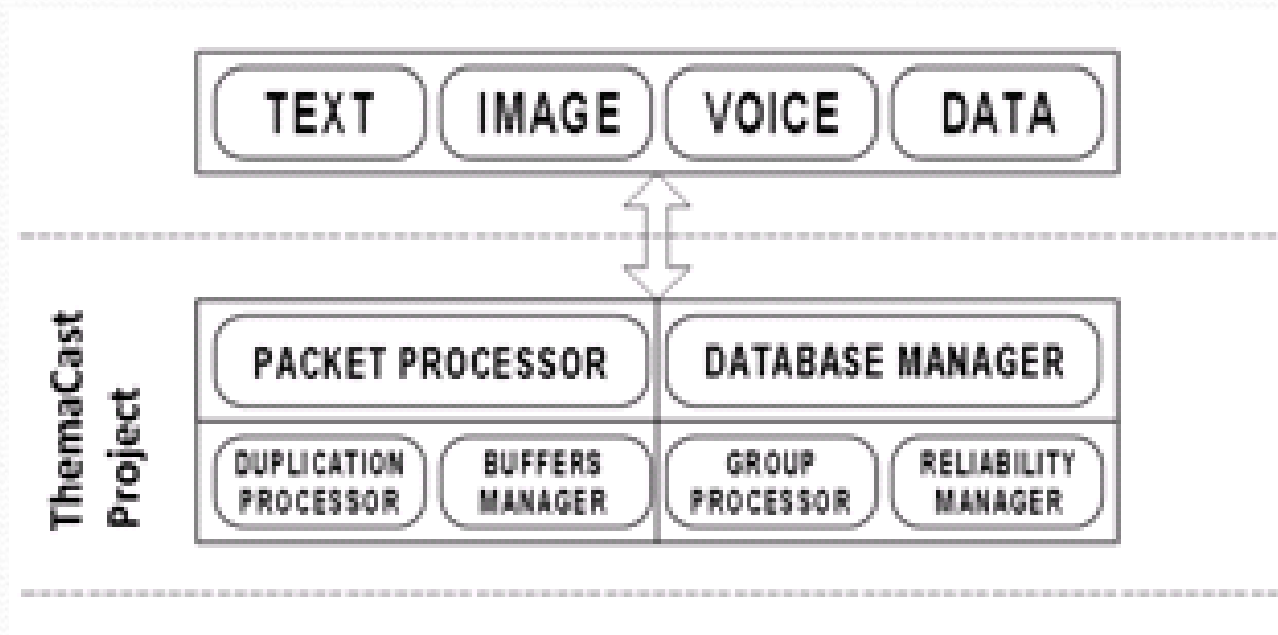 TEXT
IMAGE
VOICE
DATA
ThemaCast
Project
PACKET PROCESSOR
DATABASE MANAGER
DUPLICATION
PROCESSOR
BUFFERS
MANAGER
GROUP
PROCESSOR
RELIABILITY
MANAGER